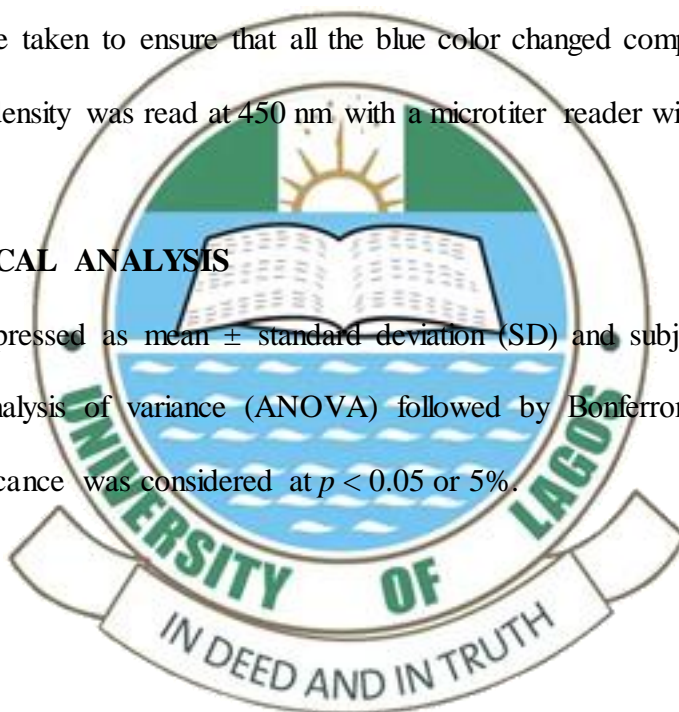 e taken to ensure that all the blue color changed comp
density was read at 450 nm with a microtiter reader wi
CAL ANALYSIS
pressed as mean ± standard deviation (SD) and subj
nalysis of variance (ANOVA) followed by Bonferron
cance was considered at p < 0.05 or 5%.
UNIVERSITY OF LAGOS
IN DEED AND IN TRUTH